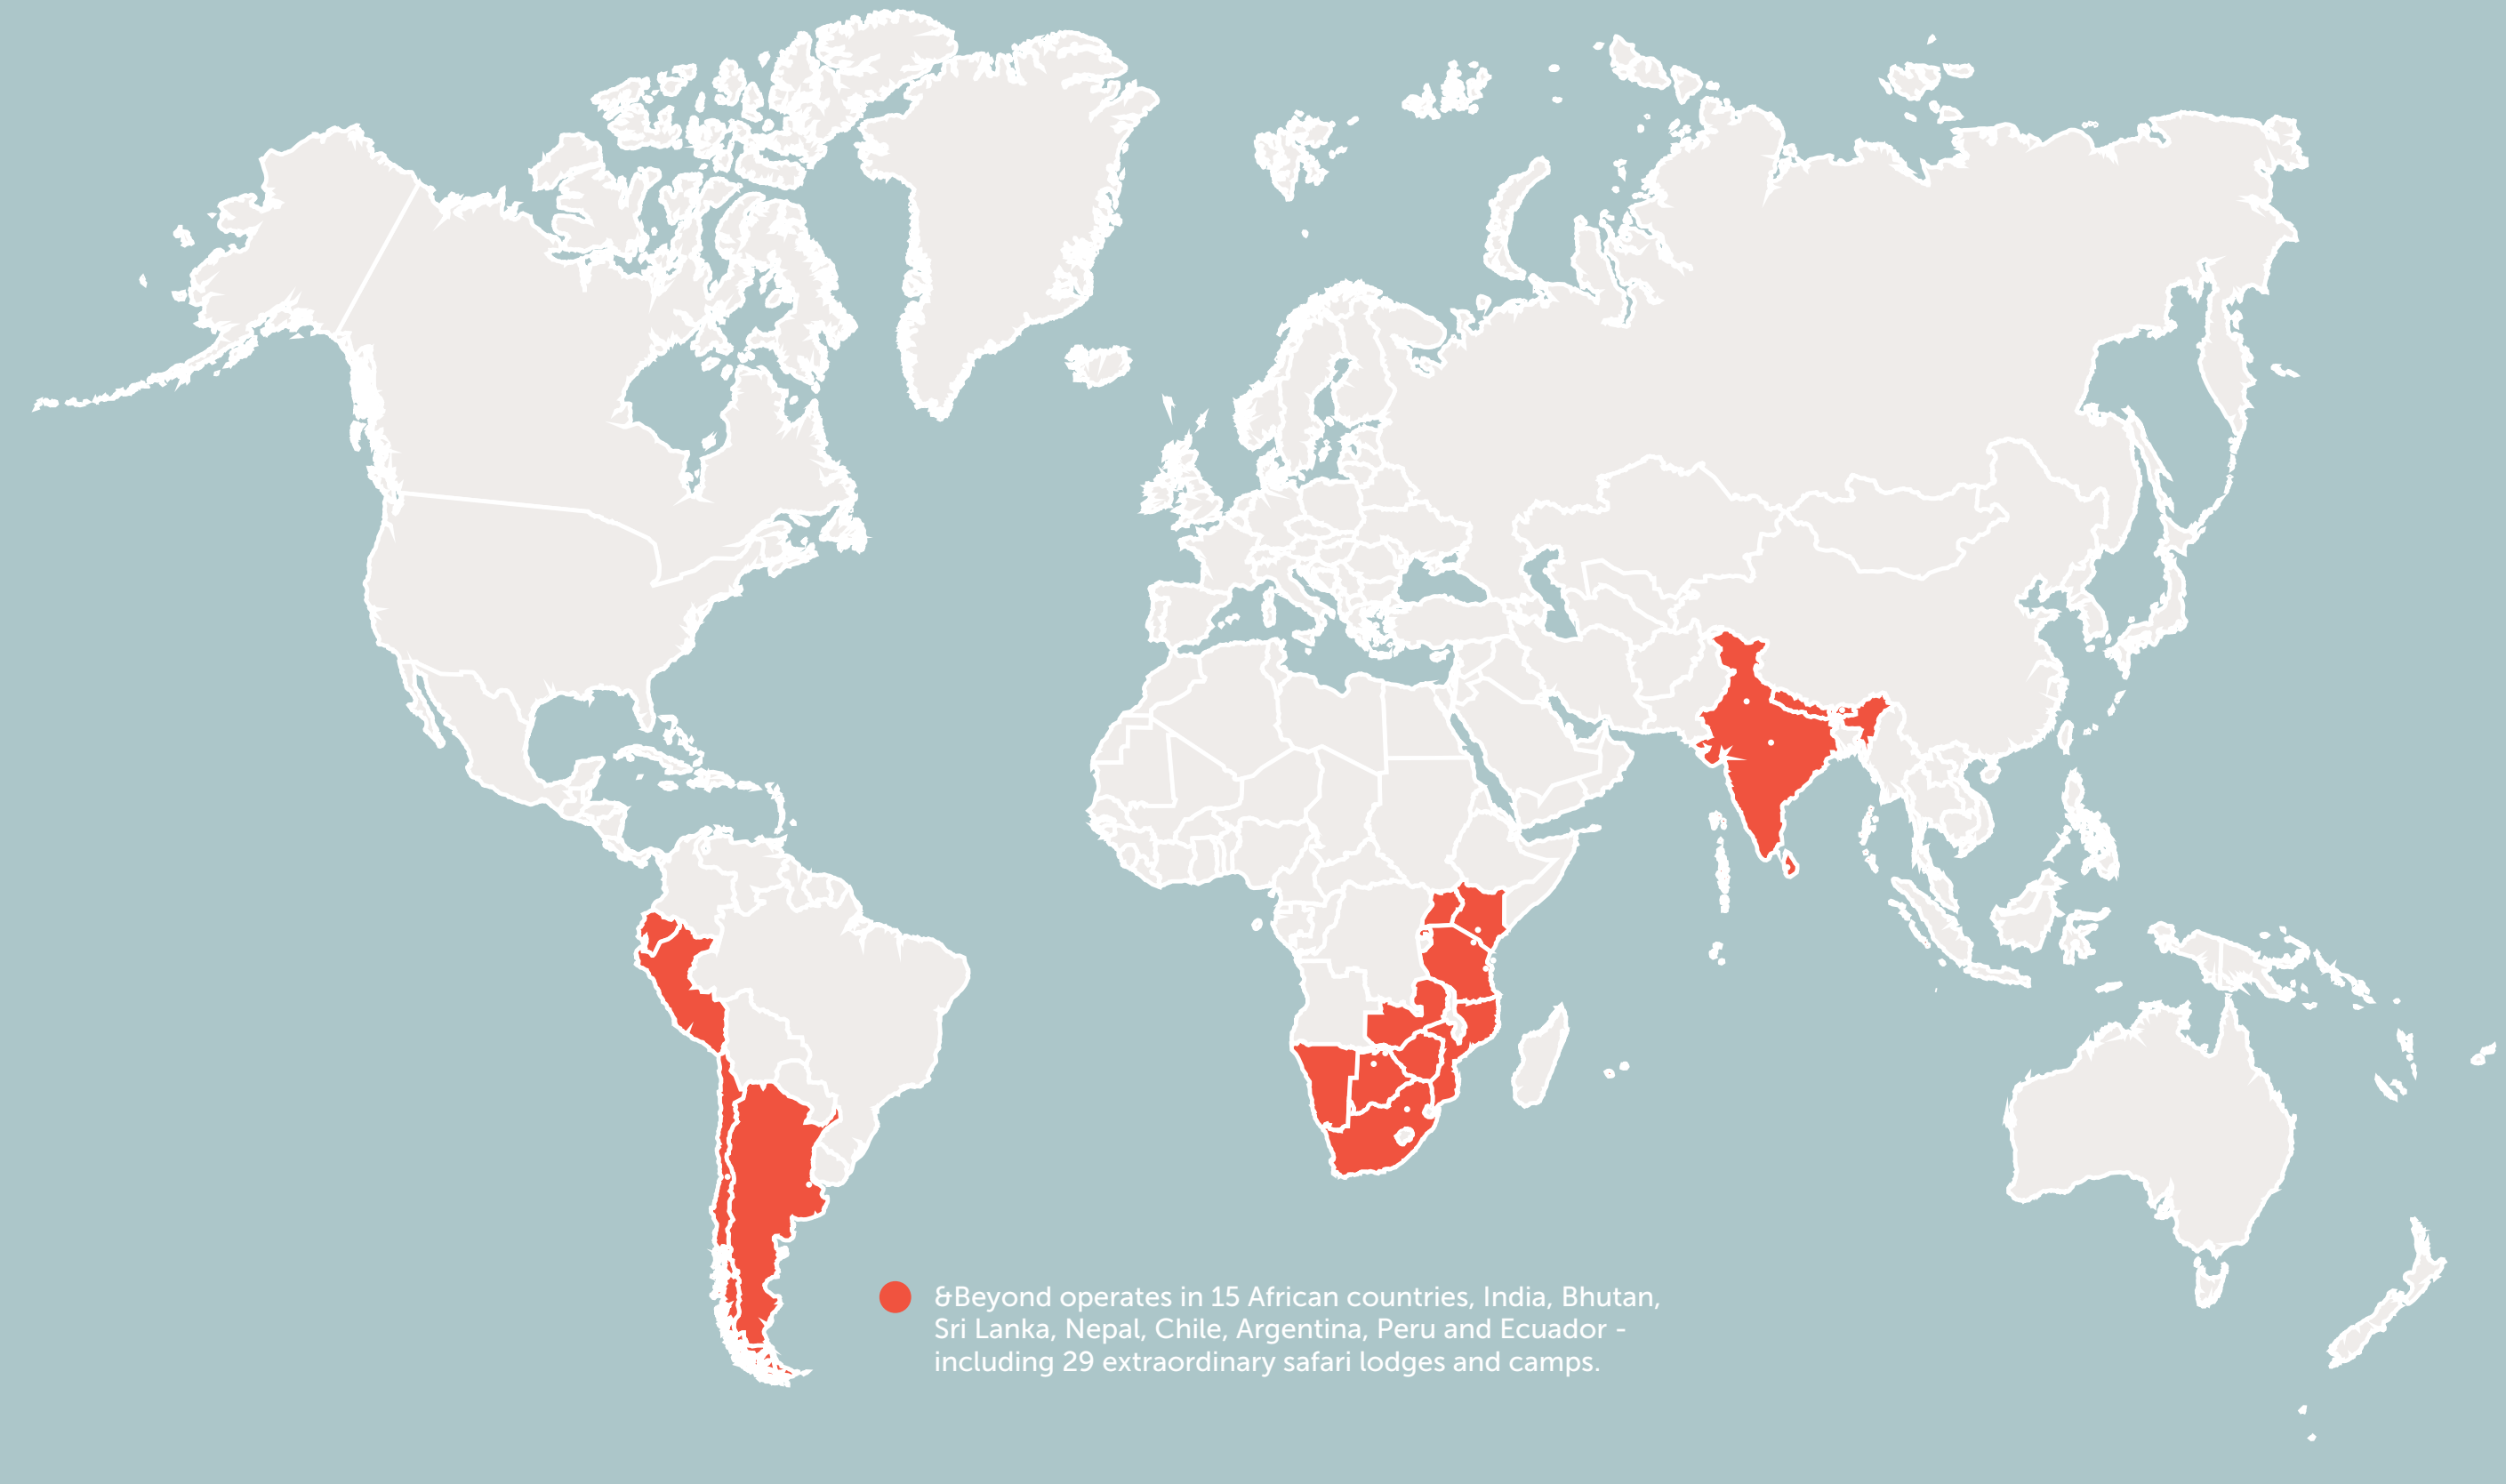 &Beyond operates in 15 African countries, India, Bhutan,
Sri Lanka, Nepal, Chile, Argentina, Peru and Ecuador -
including 29 extraordinary safari lodges and camps.